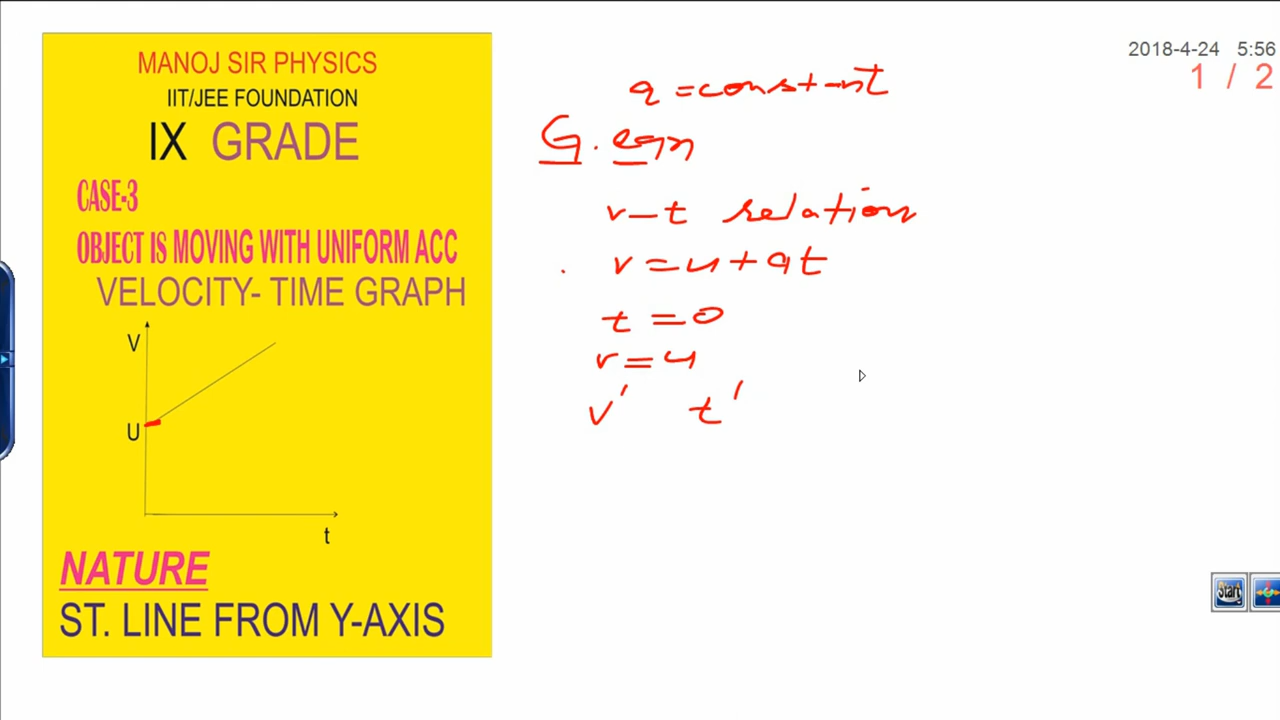 MANOJ SIR PHYSICS
IIT/JEE FOUNDATION
IX GRADE
CASE-3
OBJECT IS MOVING WITH UNIFORM ACC
VELOCITY- TIME GRAPH
V
U
t
NATURE
ST. LINE FROM Y-AXIS
a = constant
G. eqn
v-t relation
v = u + at
t = 0
v = u
v' t'
2018-4-24 5:56
1 / 2
Start